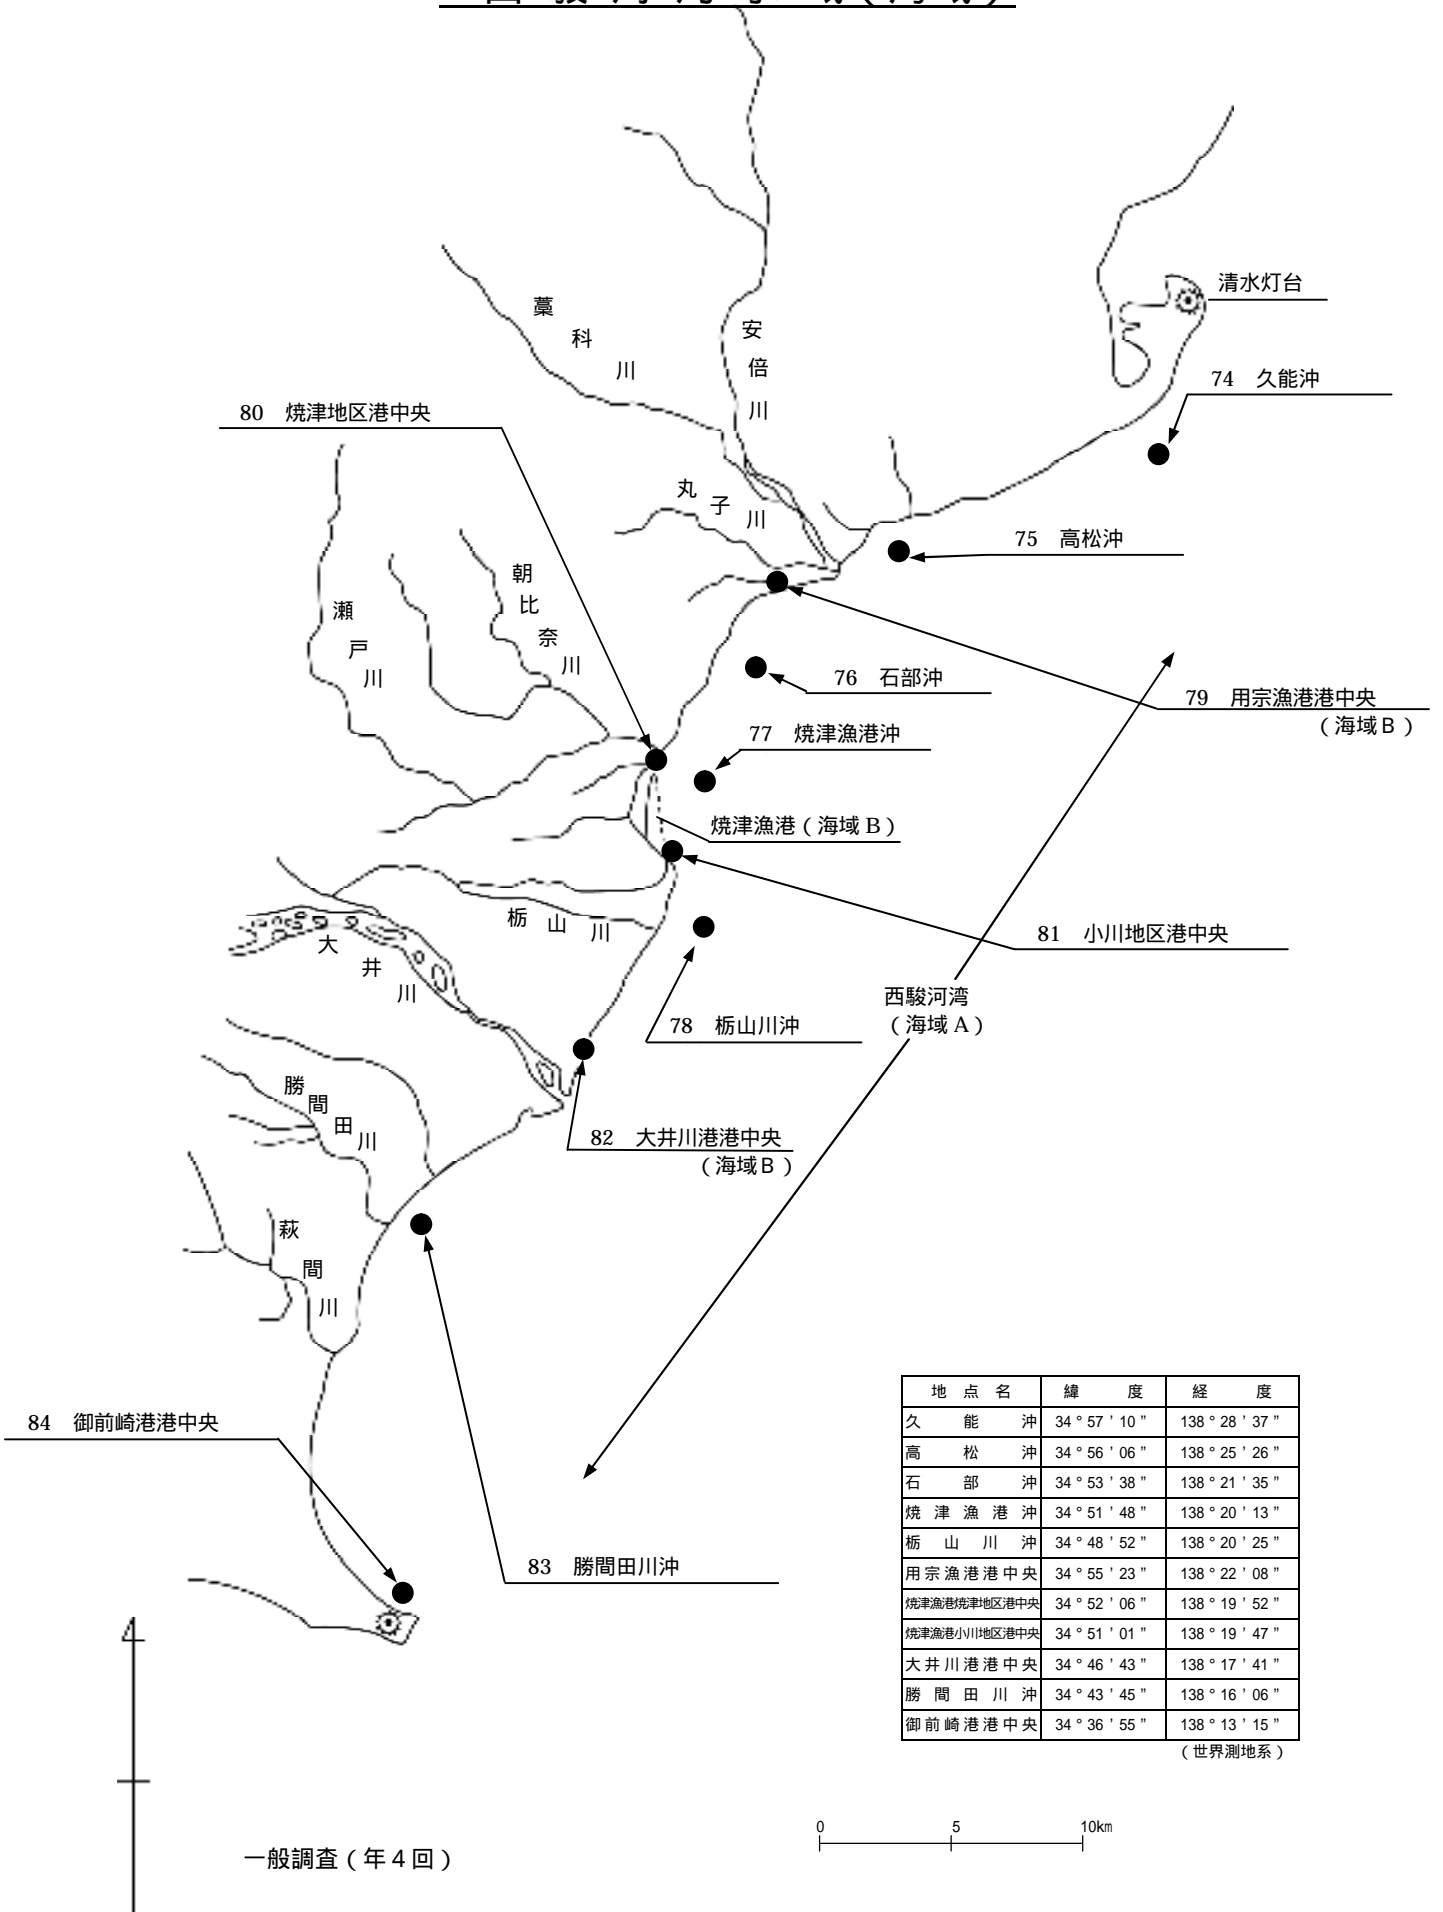 清水灯台
藁科川
安倍川
74 久能沖
80 焼津地区港中央
丸子川
75 高松沖
朝比奈川
瀬戸川
76 石部沖
79 用宗漁港港中央
（海域Ｂ）
77 焼津漁港沖
焼津漁港（海域Ｂ）
栃山川
大井川
81 小川地区港中央
西駿河湾
（海域Ａ）
78 栃山川沖
勝間田川
82 大井川港港中央
（海域Ｂ）
萩間川
84 御前崎港港中央
83 勝間田川沖
地点名 緯度 経度
久能沖 34°57’10” 138°28’37”
高松沖 34°56’06” 138°25’26”
石部沖 34°53’38” 138°21’35”
焼津漁港沖 34°51’48” 138°20’13”
栃山川沖 34°48’52” 138°20’25”
用宗漁港港中央 34°55’23” 138°22’08”
焼津漁港焼津地区港中央 34°52’06” 138°19’52”
焼津漁港小川地区港中央 34°51’01” 138°19’47”
大井川港港中央 34°46’43” 138°17’41”
勝間田川沖 34°43’45” 138°16’06”
御前崎港港中央 34°36’55” 138°13’15”
（世界測地系）
0 5 10km
一般調査（年４回）